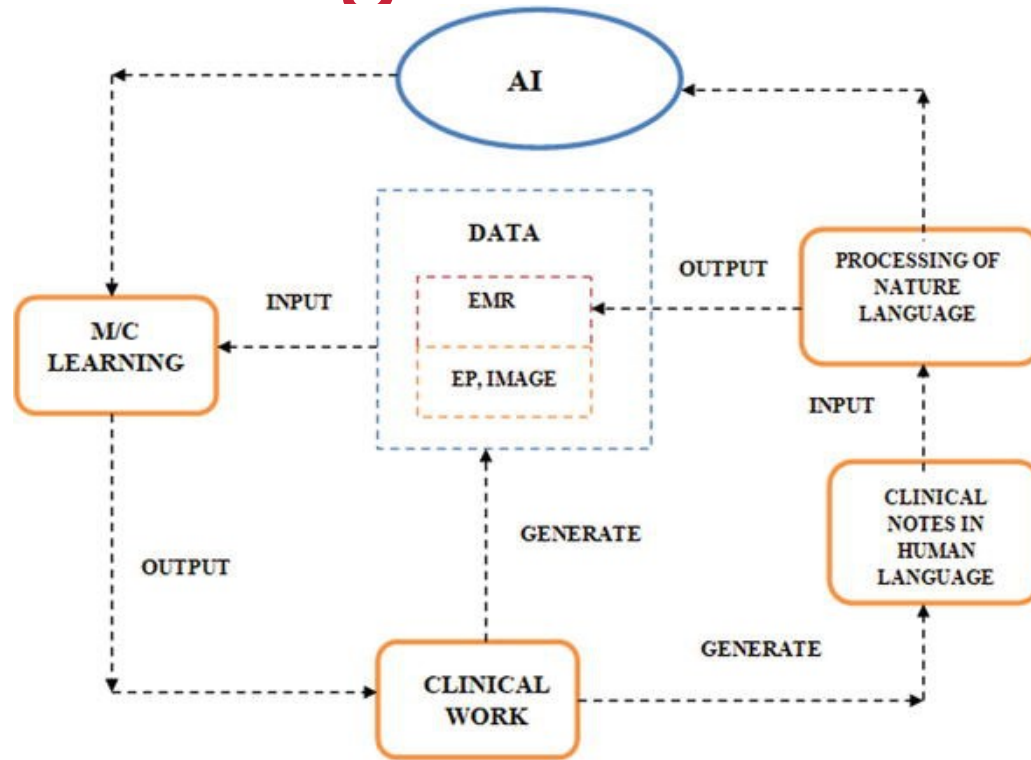 AI
DATA
PROCESSING OF
NATURE
LANGUAGE
OUTPUT
EMR
INPUT
M/C
LEARNING
EP, IMAGE
INPUT
CLINICAL
NOTES IN
HUMAN
LANGUAGE
GENERATE
OUTPUT
GENERATE
CLINICAL
WORK